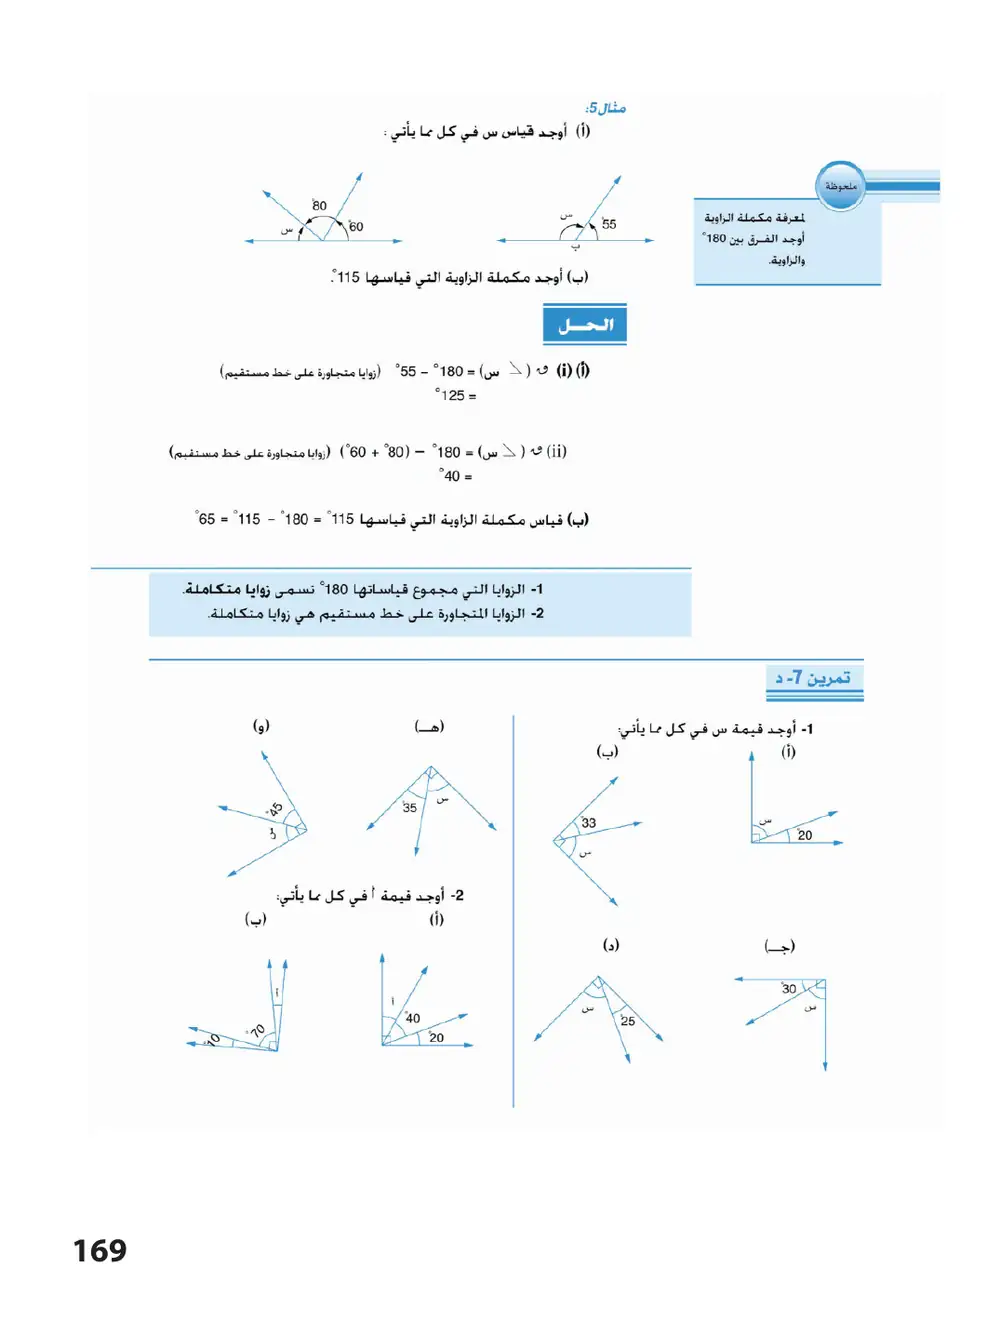 مثال5:
(أ) أوجد قياس س في كل مما يأتي :
س
°80
°60
س
°55
ب
ملحوظة
لمعرفة مكملة الزاوية
أوجد الفرق بين 180°
والزاوية.
(ب) أوجد مكملة الزاوية التي قياسها 115°.
الحــل
(أ) (i) ق ( ∠ س) = 180° – 55° (زوايا متجاورة على خط مستقيم)
= 125°
(ii) ق ( ∠ س) = 180° – (80° + 60°) (زوايا متجاورة على خط مستقيم)
= 40°
(ب) قياس مكملة الزاوية التي قياسها 115° = 180° – 115° = 65°
1- الزوايا التي مجموع قياساتها 180° تسمى زوايا متكاملة.
2- الزوايا المتجاورة على خط مستقيم هي زوايا متكاملة.
تمرين 7- د
1- أوجد قيمة س في كل مما يأتي:
(أ)
س
°20
(ب)
°33
س
(جــ)
°30
س
(د)
س
°25
(هــ)
°35
س
(و)
°45
2- أوجد قيمة أ في كل مما يأتي:
(أ)
أ
°40
°20
(ب)
أ
°70
°10
169